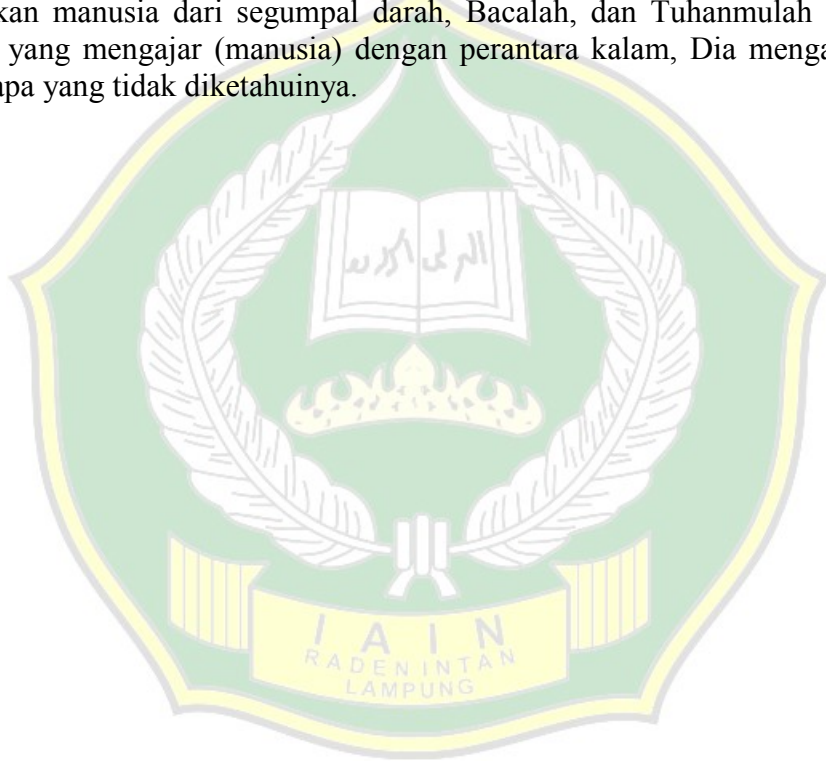 kan manusia dari segumpal darah, Bacalah, dan Tuhanmulah
yang mengajar (manusia) dengan perantara kalam, Dia menga
apa yang tidak diketahuinya.
I A I N
RADEN INTAN
LAMPUNG